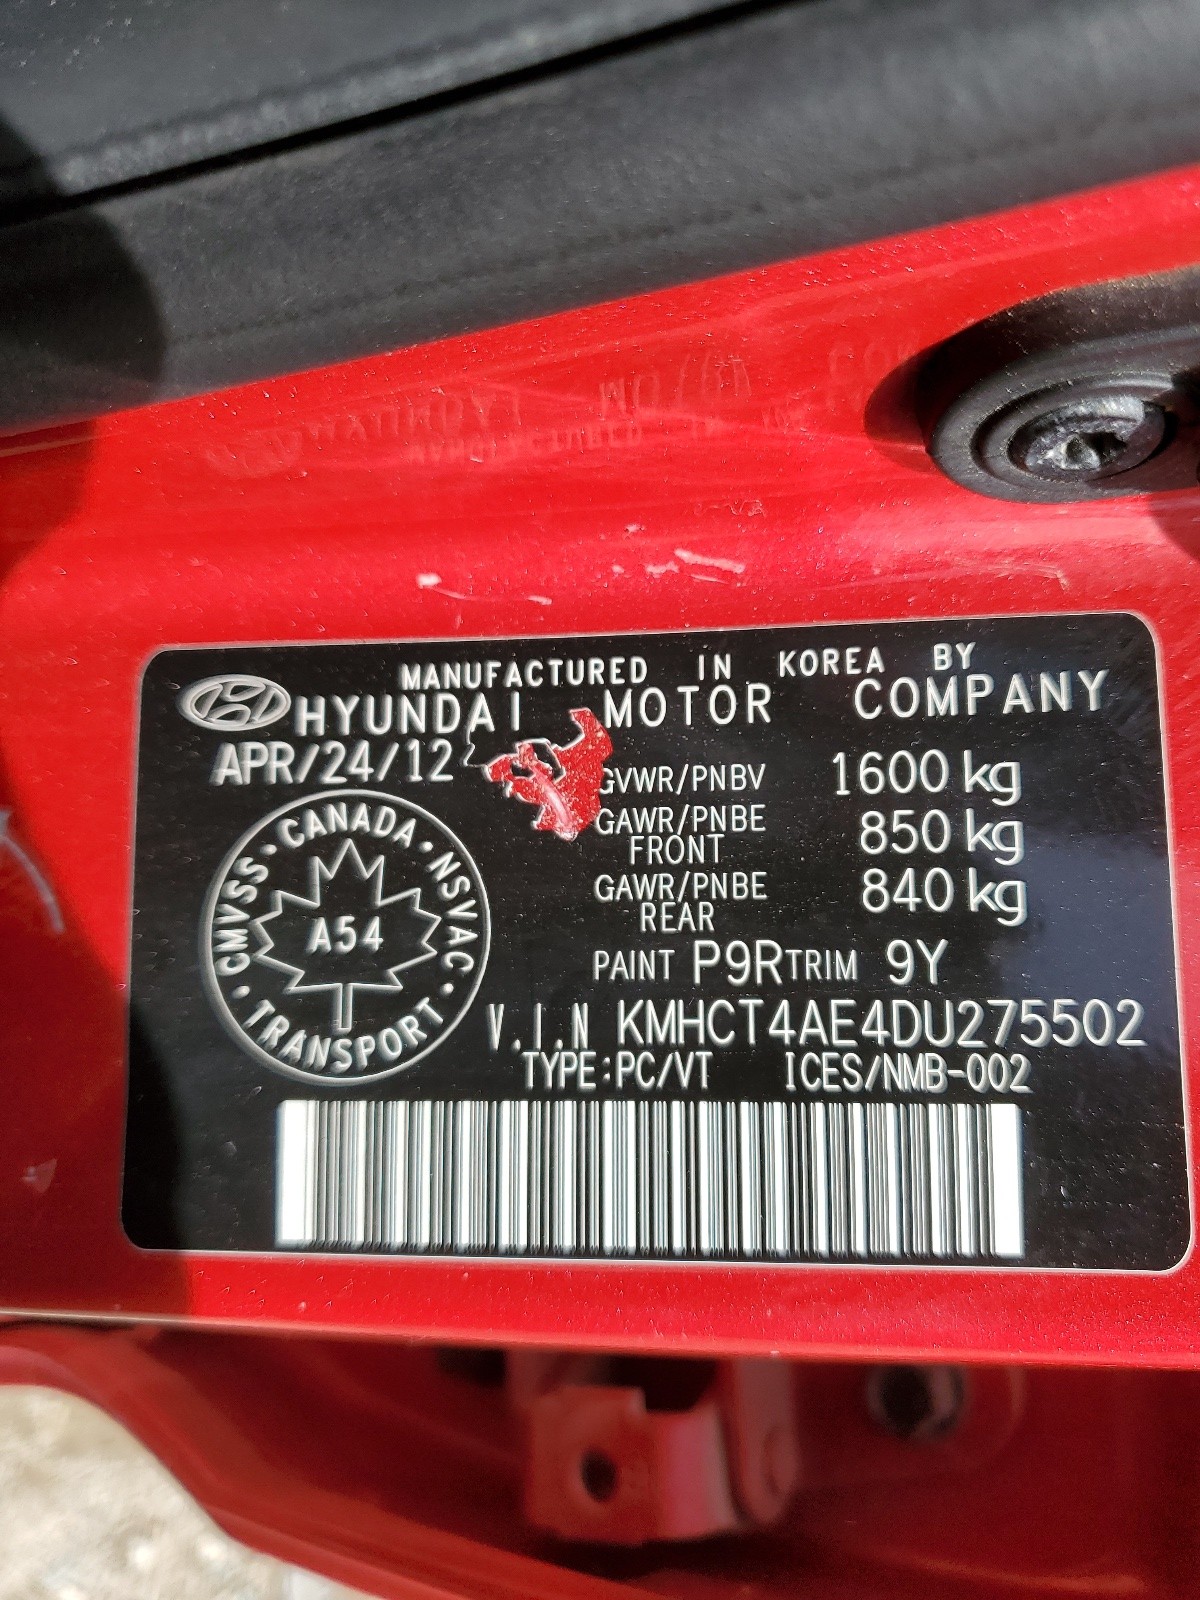 MANUFACTURED IN KOREA BY
HYUNDAI MOTOR COMPANY
APR/24/12
GVWR/PNBV 1600 kg
GAWR/PNBE FRONT 850 kg
GAWR/PNBE REAR 840 kg
CMVSS · CANADA · NSVAC · TRANSPORT ·
A54
PAINT P9R TRIM 9Y
V.I.N KMHCT4AE4DU275502
TYPE:PC/VT ICES/NMB-002